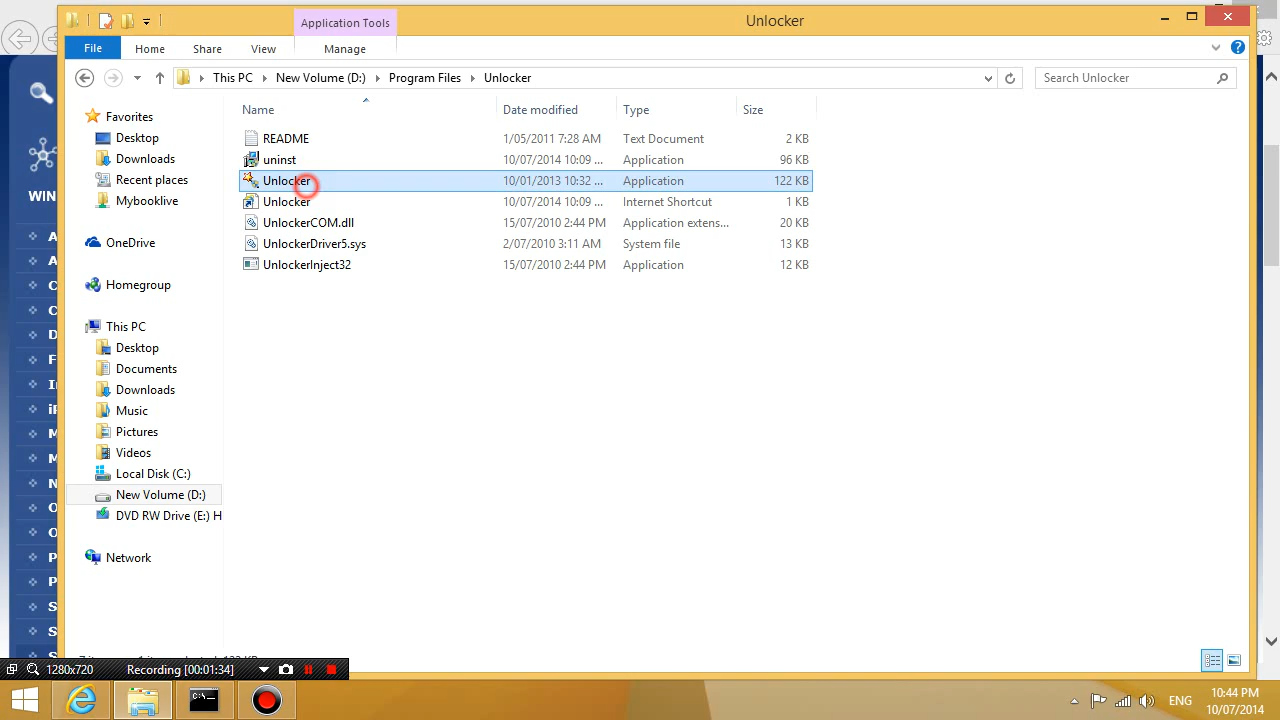 Application Tools
Unlocker
File Home Share View Manage
This PC New Volume (D:) Program Files Unlocker
Search Unlocker
Name Date modified Type Size
README 1/05/2011 7:28 AM Text Document 2 KB
uninst 10/07/2014 10:09 ... Application 96 KB
Unlocker 10/01/2013 10:32 ... Application 122 KB
Unlocker 10/07/2014 10:09 ... Internet Shortcut 1 KB
UnlockerCOM.dll 15/07/2010 2:44 PM Application extens... 20 KB
UnlockerDriver5.sys 2/07/2010 3:11 AM System file 13 KB
UnlockerInject32 15/07/2010 2:44 PM Application 12 KB
Favorites
Desktop
Downloads
Recent places
Mybooklive
OneDrive
Homegroup
This PC
Desktop
Documents
Downloads
Music
Pictures
Videos
Local Disk (C:)
New Volume (D:)
DVD RW Drive (E:) H
Network
WIN
A
A
C
C
D
F
In
M
M
N
O
O
P
P
S
S
1280x720 Recording [00:01:34]
ENG
10:44 PM
10/07/2014